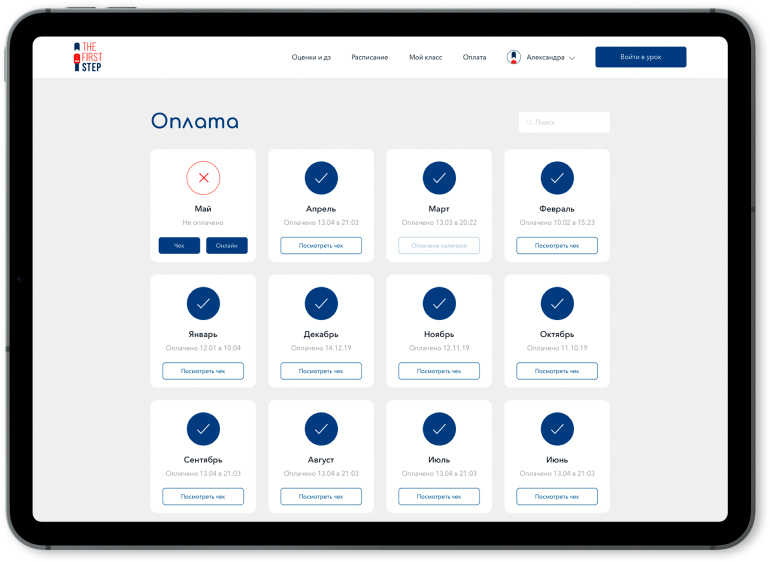 THE
FIRST
STEP
Оценки и дз
Расписание
Мой класс
Оплата
Александра
Войти в урок
Оплата
Поиск
Май
Не оплачено
Чек
Онлайн
Апрель
Оплачено 13.04 в 21:03
Посмотреть чек
Март
Оплачено 13.03 в 20:22
Оплачено наличкой
Февраль
Оплачено 10.02 в 15:23
Посмотреть чек
Январь
Оплачено 12.01 в 10:04
Посмотреть чек
Декабрь
Оплачено 14.12.19
Посмотреть чек
Ноябрь
Оплачено 12.11.19
Посмотреть чек
Октябрь
Оплачено 11.10.19
Посмотреть чек
Сентябрь
Оплачено 13.04 в 21:03
Посмотреть чек
Август
Оплачено 13.04 в 21:03
Посмотреть чек
Июль
Оплачено 13.04 в 21:03
Посмотреть чек
Июнь
Оплачено 13.04 в 21:03
Посмотреть чек